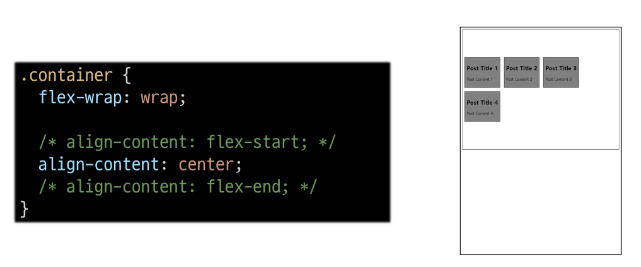 .container {
  flex-wrap: wrap;
  /* align-content: flex-start; */
  align-content: center;
  /* align-content: flex-end; */
}
Post Title 1 Post Title 2 Post Title 3
Post Content 1 Post Content 2 Post Content 3
Post Title 4
Post Content 4